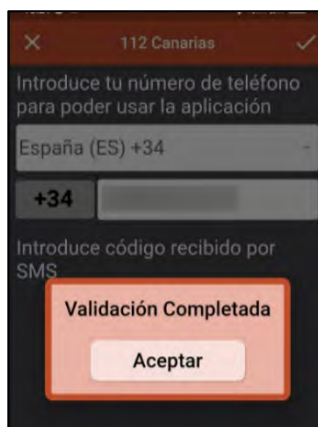 112 Canarias
Introduce tu número de teléfono
para poder usar la aplicación
España (ES) +34
+34
Introduce código recibido por
SMS
Validación Completada
Aceptar